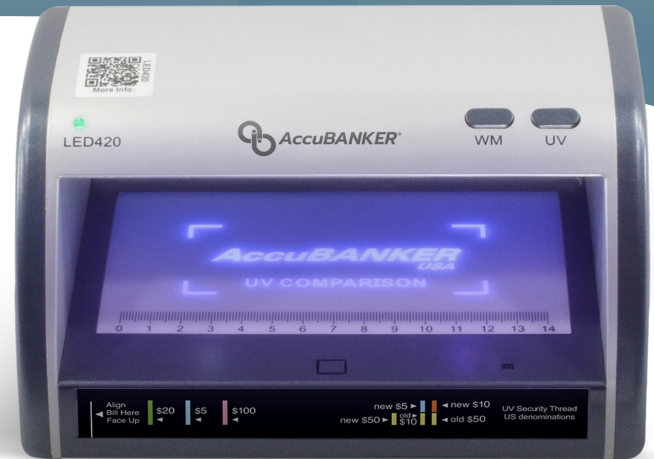 LED420
More Info.
LED420
AccuBANKER®
WM
UV
AccuBANKER
USA
UV COMPARISON
0 1 2 3 4 5 6 7 8 9 10 11 12 13 14
Align
Bill Here
Face Up
$20
$5
$100
new $5
new $10
new $50
old
$10
old $50
UV Security Thread
US denominations